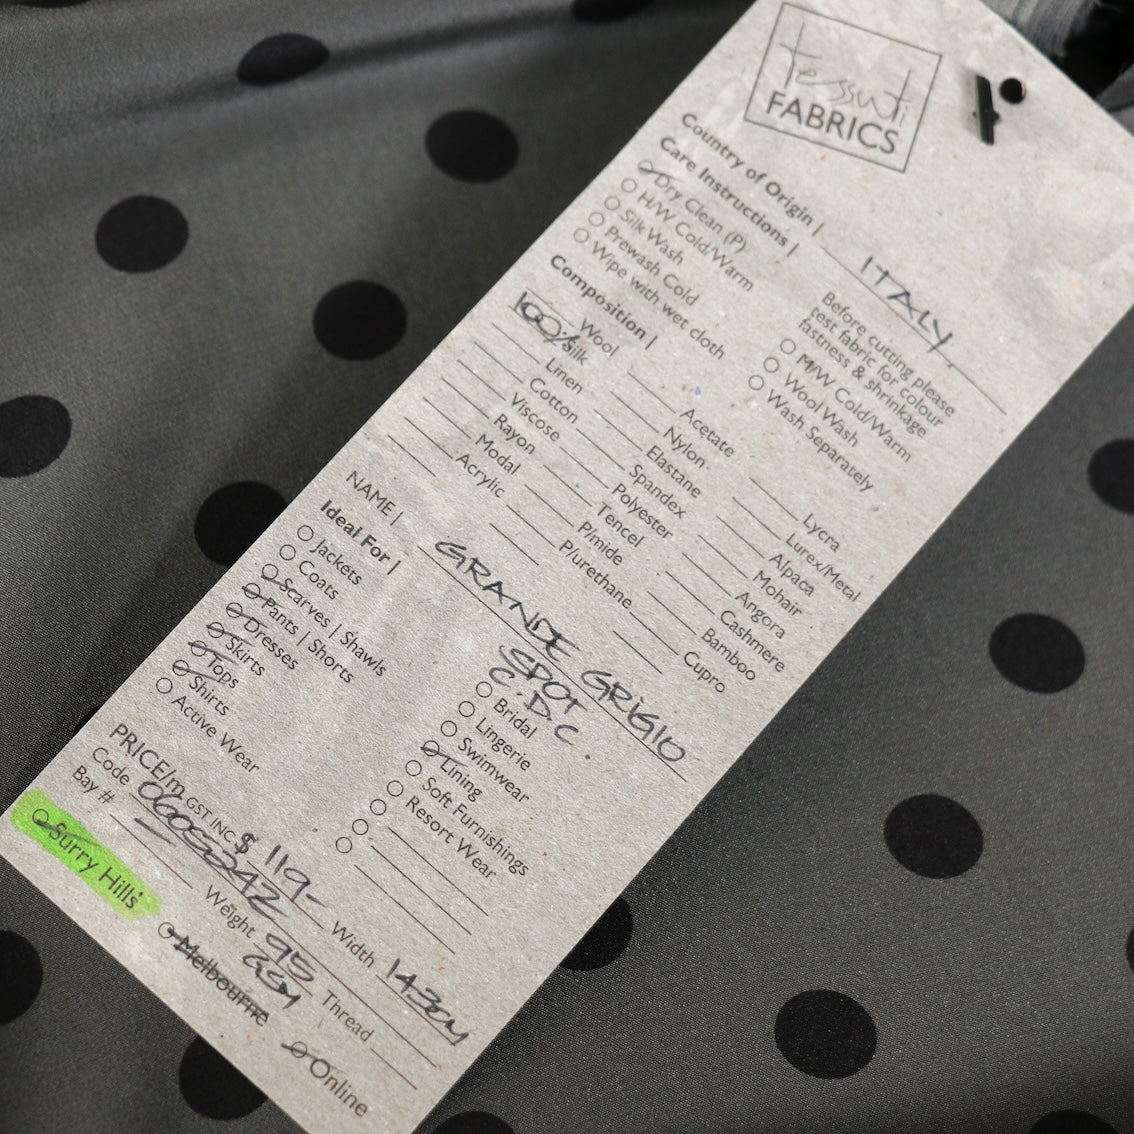 tessuti
FABRICS
Country of Origin | ITALY
Care Instructions |
Dry Clean (P)
H/W Cold/Warm
Silk Wash
Prewash Cold
Wipe with wet cloth
Before cutting please
test fabric for colour
fastness & shrinkage
M/W Cold/Warm
Wool Wash
Wash Separately
Composition |
Wool
100% Silk
Linen
Cotton
Viscose
Rayon
Modal
Acrylic
Acetate
Nylon
Elastane
Spandex
Polyester
Tencel
P/mide
P/urethane
Lycra
Lurex/Metal
Alpaca
Mohair
Angora
Cashmere
Bamboo
Cupro
NAME | GRANDE GRIGIO
SPOT
C.D.C.
Ideal For |
Jackets
Coats
Scarves | Shawls
Pants | Shorts
Dresses
Skirts
Tops
Shirts
Active Wear
Bridal
Lingerie
Swimwear
Lining
Soft Furnishings
Resort Wear
PRICE/m GST INC $ 119- Width 143cm
Code 06052242 Weight 95 GSM Thread
Bay #
Surry Hills
Melbourne
Online